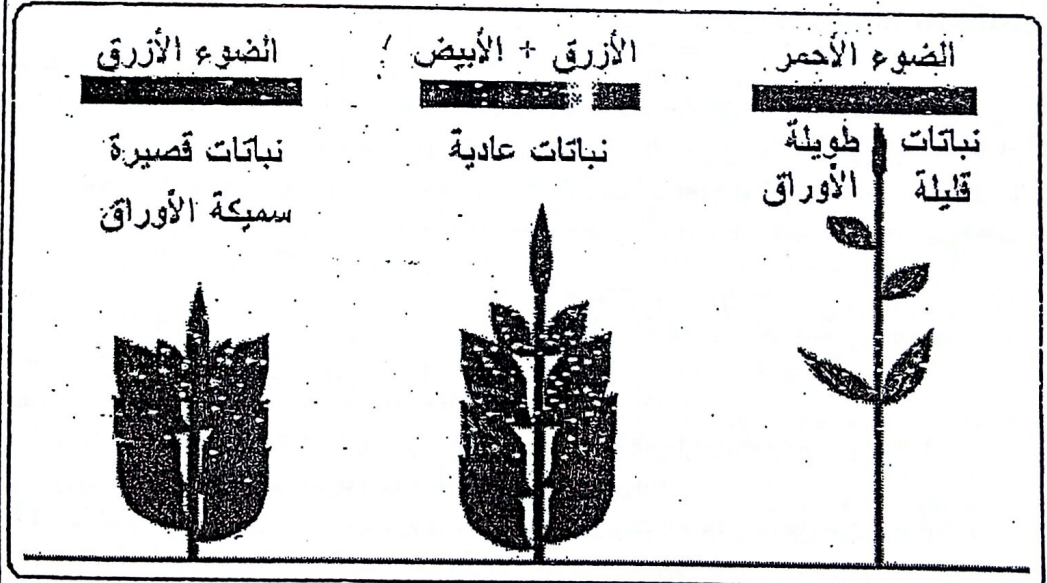 الضوء الأحمر
نباتات طويلة
قليلة الأوراق
الأزرق + الأبيض
نباتات عادية
الضوء الأزرق
نباتات قصيرة
سميكة الأوراق